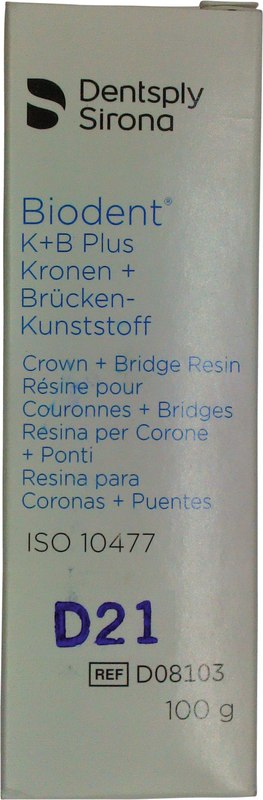 Dentsply
Sirona
Biodent®
K+B Plus
Kronen +
Brücken-
Kunststoff
Crown + Bridge Resin
Résine pour
Couronnes + Bridges
Resina per Corone
+ Ponti
Resina para
Coronas + Puentes
ISO 10477
D21
REF D08103
100 g